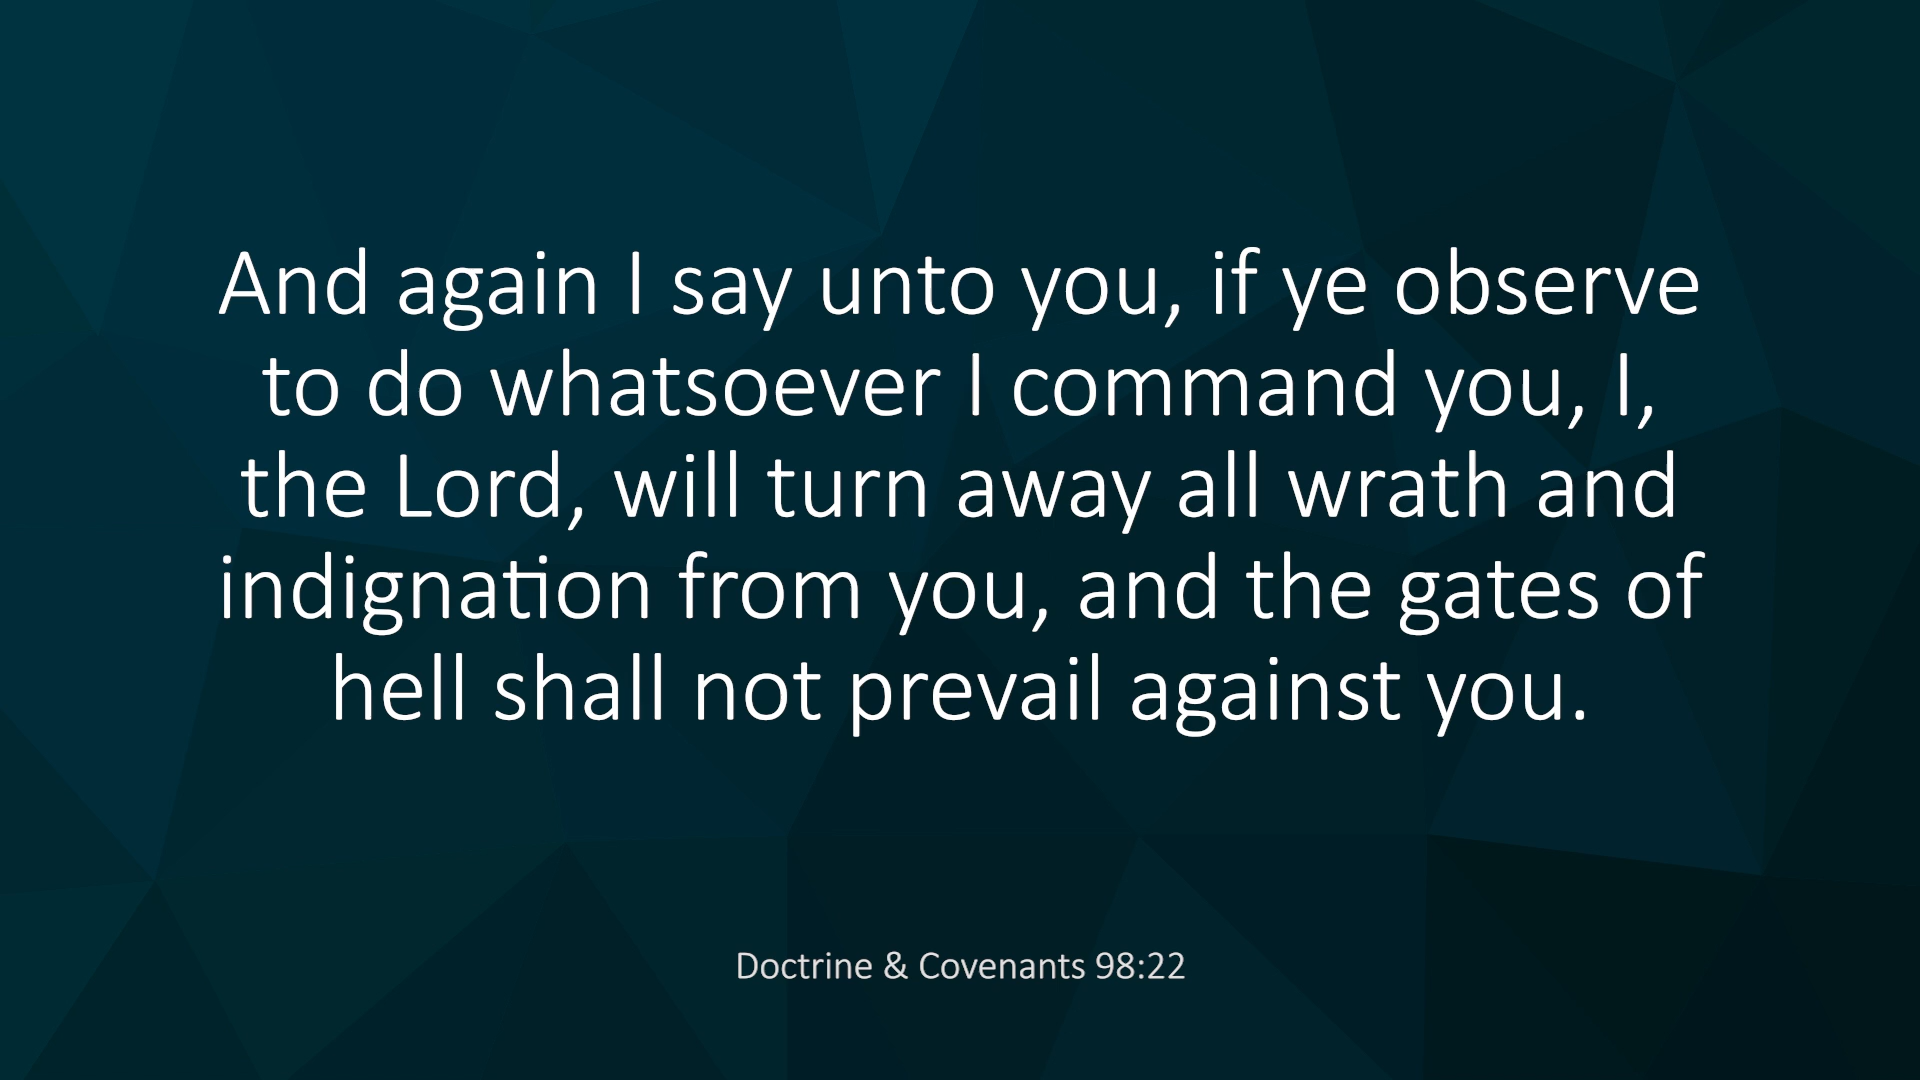 And again I say unto you, if ye observe
to do whatsoever I command you, I,
the Lord, will turn away all wrath and
indignation from you, and the gates of
hell shall not prevail against you.
Doctrine & Covenants 98:22